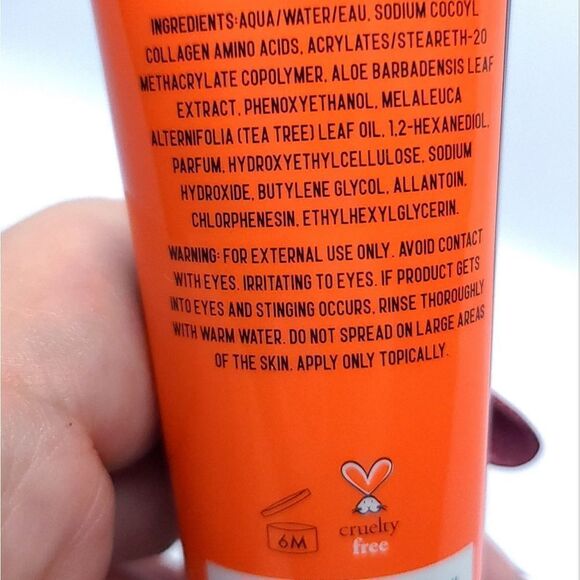 INGREDIENTS:AQUA/WATER/EAU, SODIUM COCOYL
COLLAGEN AMINO ACIDS, ACRYLATES/STEARETH-20
METHACRYLATE COPOLYMER, ALOE BARBADENSIS LEAF
EXTRACT, PHENOXYETHANOL, MELALEUCA
ALTERNIFOLIA (TEA TREE) LEAF OIL, 1,2-HEXANEDIOL,
PARFUM, HYDROXYETHYLCELLULOSE, SODIUM
HYDROXIDE, BUTYLENE GLYCOL, ALLANTOIN,
CHLORPHENESIN, ETHYLHEXYLGLYCERIN.
WARNING: FOR EXTERNAL USE ONLY. AVOID CONTACT
WITH EYES. IRRITATING TO EYES. IF PRODUCT GETS
INTO EYES AND STINGING OCCURS, RINSE THOROUGHLY
WITH WARM WATER. DO NOT SPREAD ON LARGE AREAS
OF THE SKIN. APPLY ONLY TOPICALLY.
6M
cruelty
free